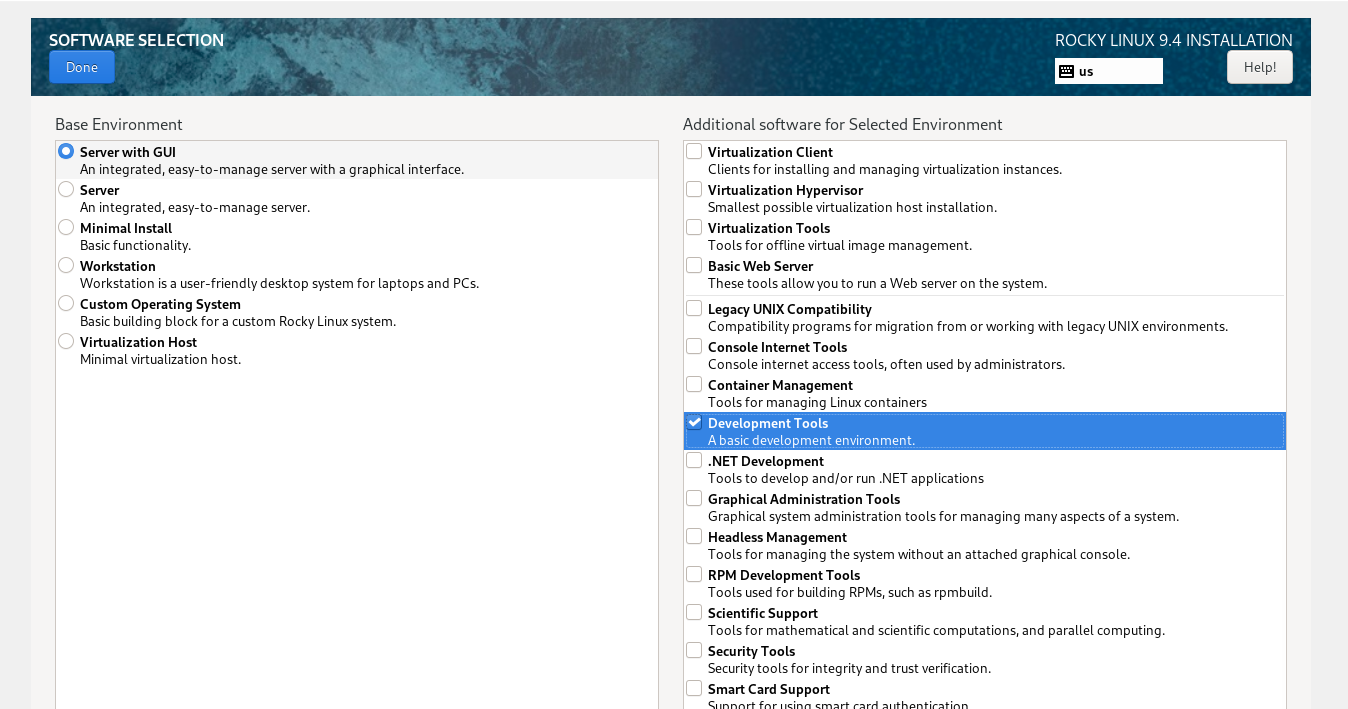 SOFTWARE SELECTION
Done
ROCKY LINUX 9.4 INSTALLATION
us
Help!
Base Environment
Server with GUI
An integrated, easy-to-manage server with a graphical interface.
Server
An integrated, easy-to-manage server.
Minimal Install
Basic functionality.
Workstation
Workstation is a user-friendly desktop system for laptops and PCs.
Custom Operating System
Basic building block for a custom Rocky Linux system.
Virtualization Host
Minimal virtualization host.
Additional software for Selected Environment
Virtualization Client
Clients for installing and managing virtualization instances.
Virtualization Hypervisor
Smallest possible virtualization host installation.
Virtualization Tools
Tools for offline virtual image management.
Basic Web Server
These tools allow you to run a Web server on the system.
Legacy UNIX Compatibility
Compatibility programs for migration from or working with legacy UNIX environments.
Console Internet Tools
Console internet access tools, often used by administrators.
Container Management
Tools for managing Linux containers
Development Tools
A basic development environment.
.NET Development
Tools to develop and/or run .NET applications
Graphical Administration Tools
Graphical system administration tools for managing many aspects of a system.
Headless Management
Tools for managing the system without an attached graphical console.
RPM Development Tools
Tools used for building RPMs, such as rpmbuild.
Scientific Support
Tools for mathematical and scientific computations, and parallel computing.
Security Tools
Security tools for integrity and trust verification.
Smart Card Support
Support for using smart card authentication.